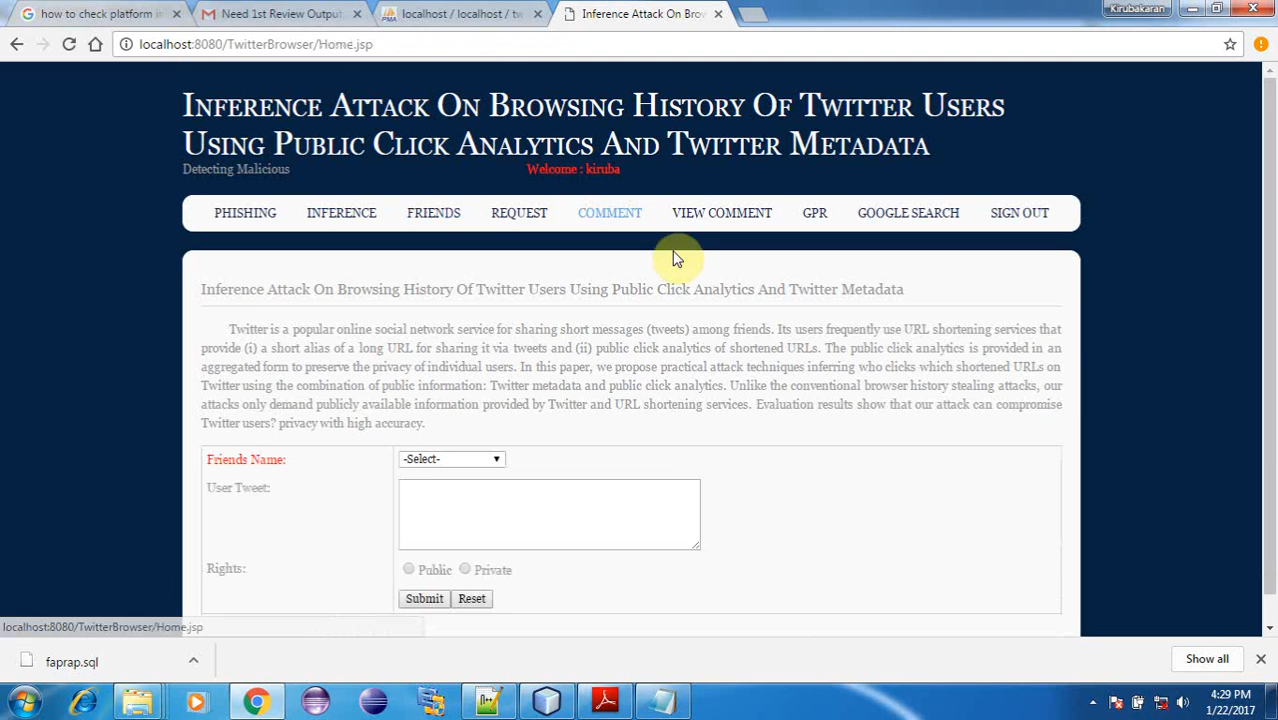 how to check platform in
Need 1st Review Output
localhost / localhost / tw
Inference Attack On Brow
Kirubakaran
localhost:8080/TwitterBrowser/Home.jsp
INFERENCE ATTACK ON BROWSING HISTORY OF TWITTER USERS
USING PUBLIC CLICK ANALYTICS AND TWITTER METADATA
Detecting Malicious
Welcome : kiruba
PHISHING INFERENCE FRIENDS REQUEST COMMENT VIEW COMMENT GPR GOOGLE SEARCH SIGN OUT
Inference Attack On Browsing History Of Twitter Users Using Public Click Analytics And Twitter Metadata
Twitter is a popular online social network service for sharing short messages (tweets) among friends. Its users frequently use URL shortening services that
provide (i) a short alias of a long URL for sharing it via tweets and (ii) public click analytics of shortened URLs. The public click analytics is provided in an
aggregated form to preserve the privacy of individual users. In this paper, we propose practical attack techniques inferring who clicks which shortened URLs on
Twitter using the combination of public information: Twitter metadata and public click analytics. Unlike the conventional browser history stealing attacks, our
attacks only demand publicly available information provided by Twitter and URL shortening services. Evaluation results show that our attack can compromise
Twitter users? privacy with high accuracy.
Friends Name:
-Select-
User Tweet:
Rights:
Public Private
Submit Reset
localhost:8080/TwitterBrowser/Home.jsp
faprap.sql
Show all
4:29 PM
1/22/2017